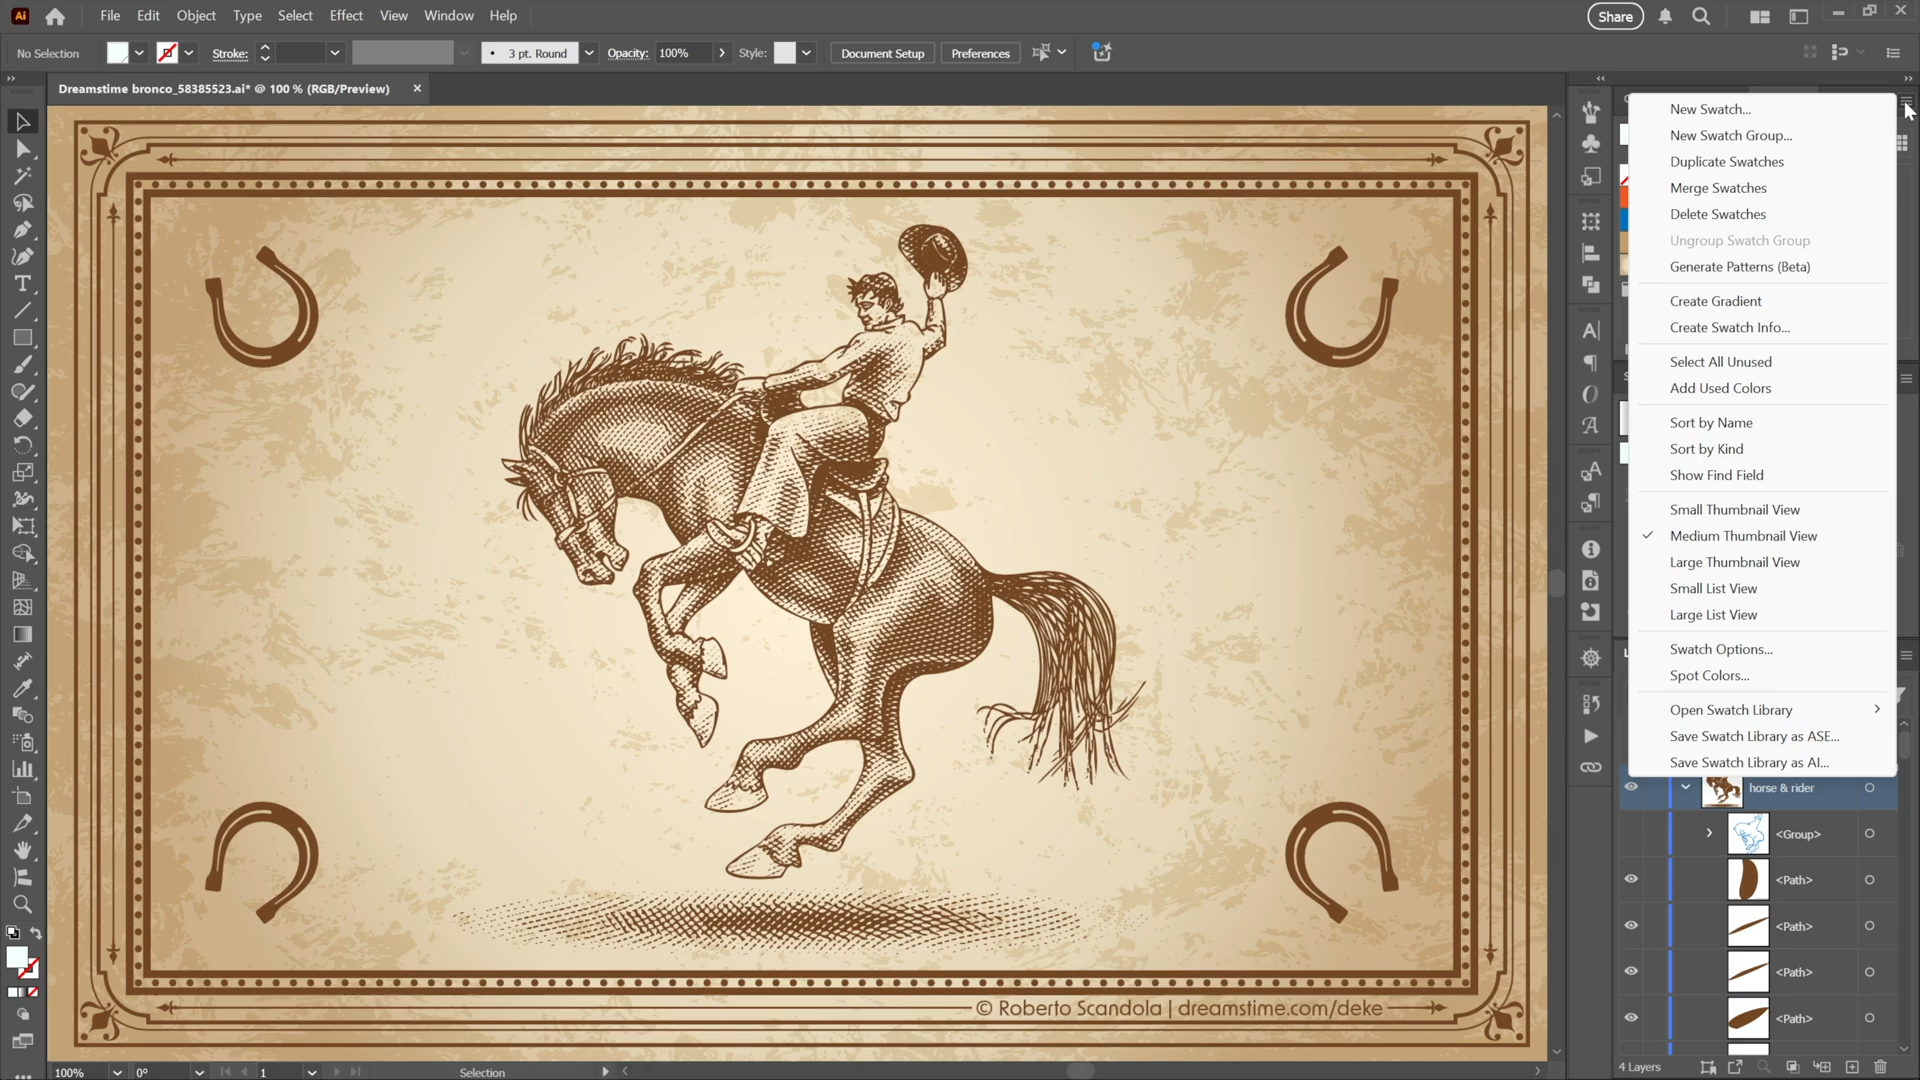 Ai
File Edit Object Type Select Effect View Window Help
Share
No Selection
Stroke:
3 pt. Round
Opacity: 100%
Style:
Document Setup
Preferences
Dreamstime bronco_58385523.ai* @ 100 % (RGB/Preview)
New Swatch...
New Swatch Group...
Duplicate Swatches
Merge Swatches
Delete Swatches
Ungroup Swatch Group
Generate Patterns (Beta)
Create Gradient
Create Swatch Info...
Select All Unused
Add Used Colors
Sort by Name
Sort by Kind
Show Find Field
Small Thumbnail View
Medium Thumbnail View
Large Thumbnail View
Small List View
Large List View
Swatch Options...
Spot Colors...
Open Swatch Library
Save Swatch Library as ASE...
Save Swatch Library as AI...
horse & rider
<Group>
<Path>
<Path>
<Path>
<Path>
© Roberto Scandola | dreamstime.com/deke
4 Layers
100%
0°
1
Selection